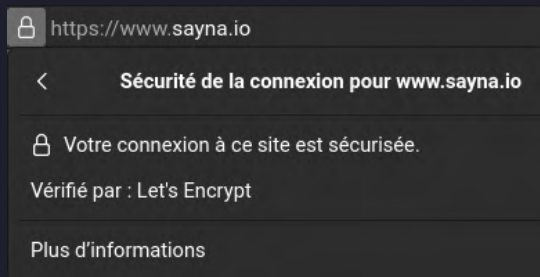 https://www.sayna.io
Sécurité de la connexion pour www.sayna.io
Votre connexion à ce site est sécurisée.
Vérifié par : Let's Encrypt
Plus d’informations